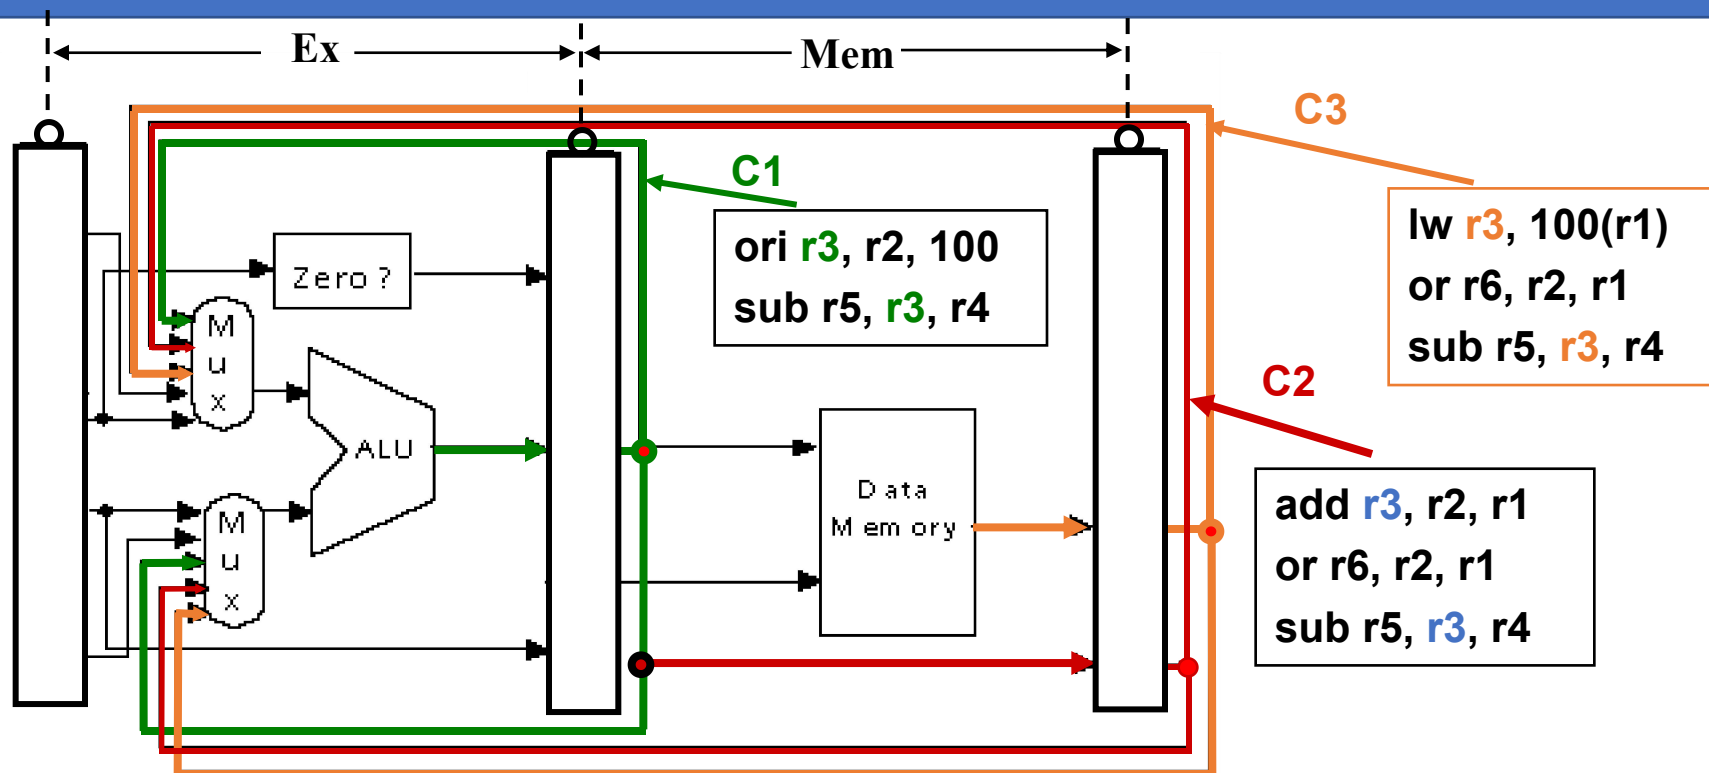 Ex
Mem
C3
C1
ori r3, r2, 100
sub r5, r3, r4
lw r3, 100(r1)
or r6, r2, r1
sub r5, r3, r4
Zero ?
M
u
x
ALU
C2
Data
Memory
add r3, r2, r1
or r6, r2, r1
sub r5, r3, r4
M
u
x